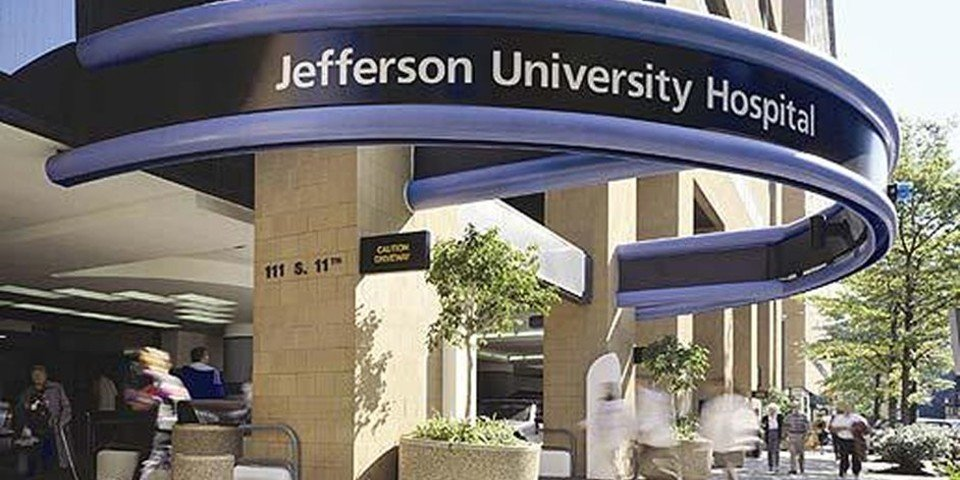 Jefferson University Hospital
111 S. 11TH
CAUTION
DRIVEWAY